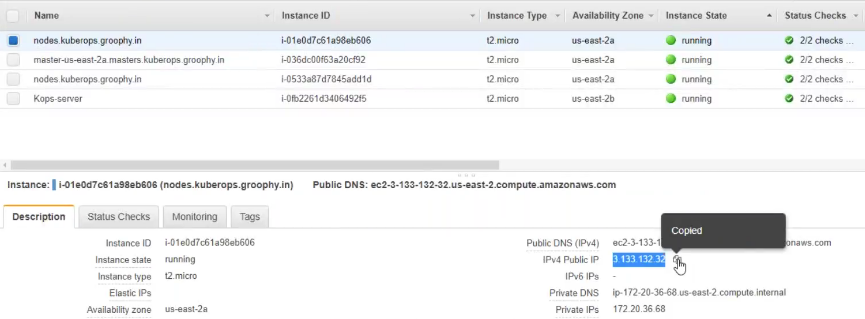 Name Instance ID Instance Type Availability Zone Instance State Status Checks
nodes.kuberops.groophy.in i-01e0d7c61a98eb606 t2.micro us-east-2a running 2/2 checks ...
master-us-east-2a.masters.kuberops.groophy.in i-036dc00f63a20cf92 t2.micro us-east-2a running 2/2 checks ...
nodes.kuberops.groophy.in i-0533a87d7845add1d t2.micro us-east-2a running 2/2 checks ...
Kops-server i-0fb2261d3406492f5 t2.micro us-east-2b running 2/2 checks ...
Instance: i-01e0d7c61a98eb606 (nodes.kuberops.groophy.in) Public DNS: ec2-3-133-132-32.us-east-2.compute.amazonaws.com
Description Status Checks Monitoring Tags
Copied
Instance ID i-01e0d7c61a98eb606 Public DNS (IPv4) ec2-3-133-1 zonaws.com
Instance state running IPv4 Public IP 3.133.132.32
Instance type t2.micro IPv6 IPs -
Elastic IPs Private DNS ip-172-20-36-68.us-east-2.compute.internal
Availability zone us-east-2a Private IPs 172.20.36.68